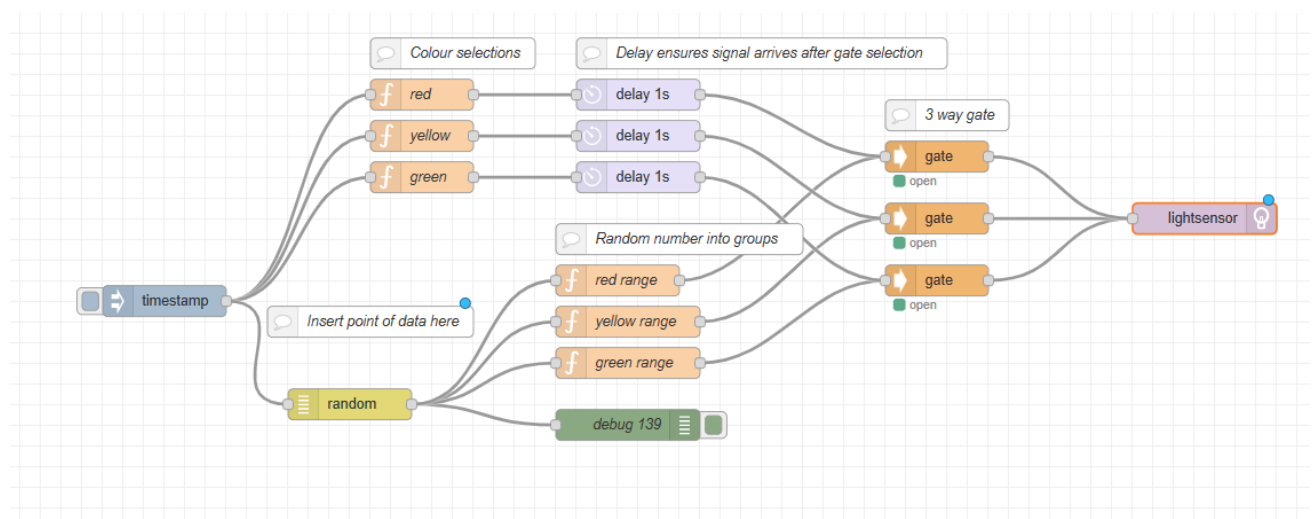 Colour selections
Delay ensures signal arrives after gate selection
red
delay 1s
yellow
delay 1s
green
delay 1s
3 way gate
gate
open
gate
open
gate
open
lightsensor
Random number into groups
red range
yellow range
green range
debug 139
timestamp
Insert point of data here
random